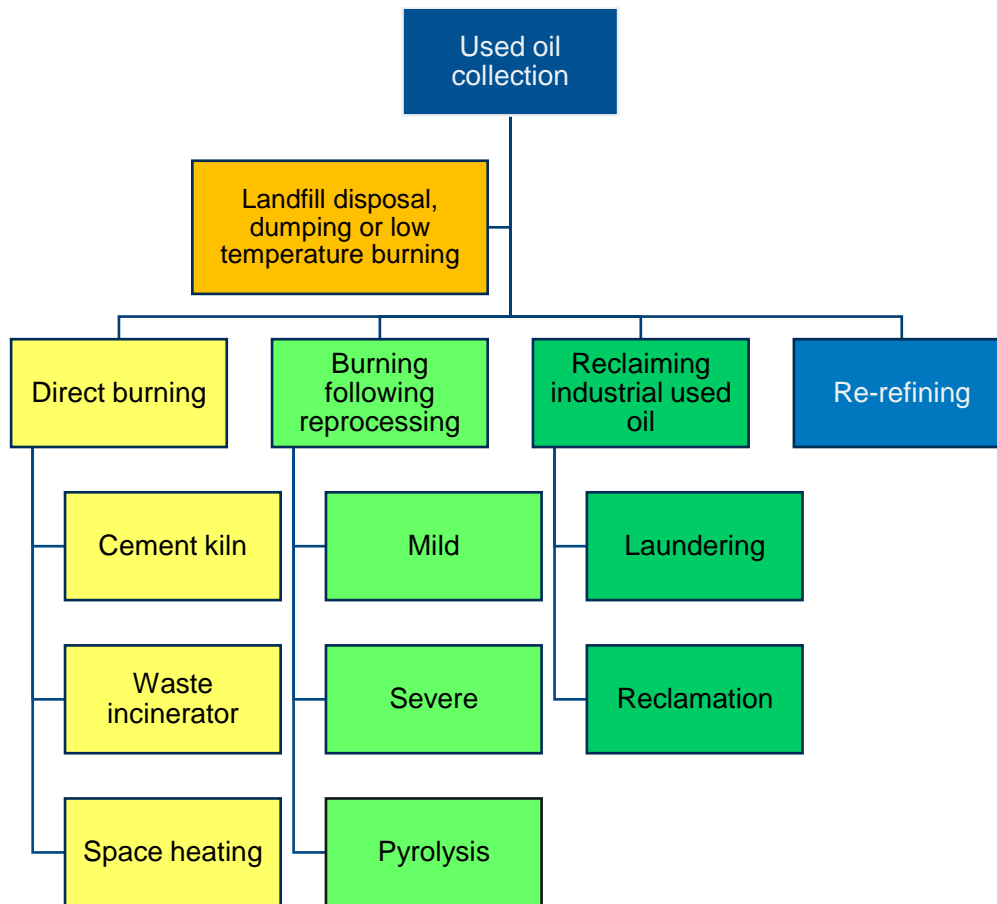 Used oil
collection
Landfill disposal,
dumping or low
temperature burning
Direct burning
Burning
following
reprocessing
Reclaiming
industrial used
oil
Re-refining
Cement kiln
Mild
Laundering
Waste
incinerator
Severe
Reclamation
Space heating
Pyrolysis